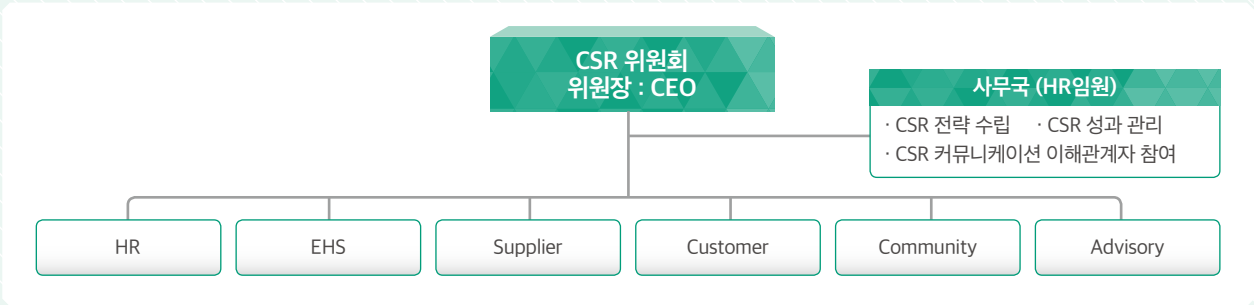 CSR 위원회
위원장 : CEO
사무국 (HR임원)
· CSR 전략 수립 · CSR 성과 관리
· CSR 커뮤니케이션 이해관계자 참여
HR
EHS
Supplier
Customer
Community
Advisory